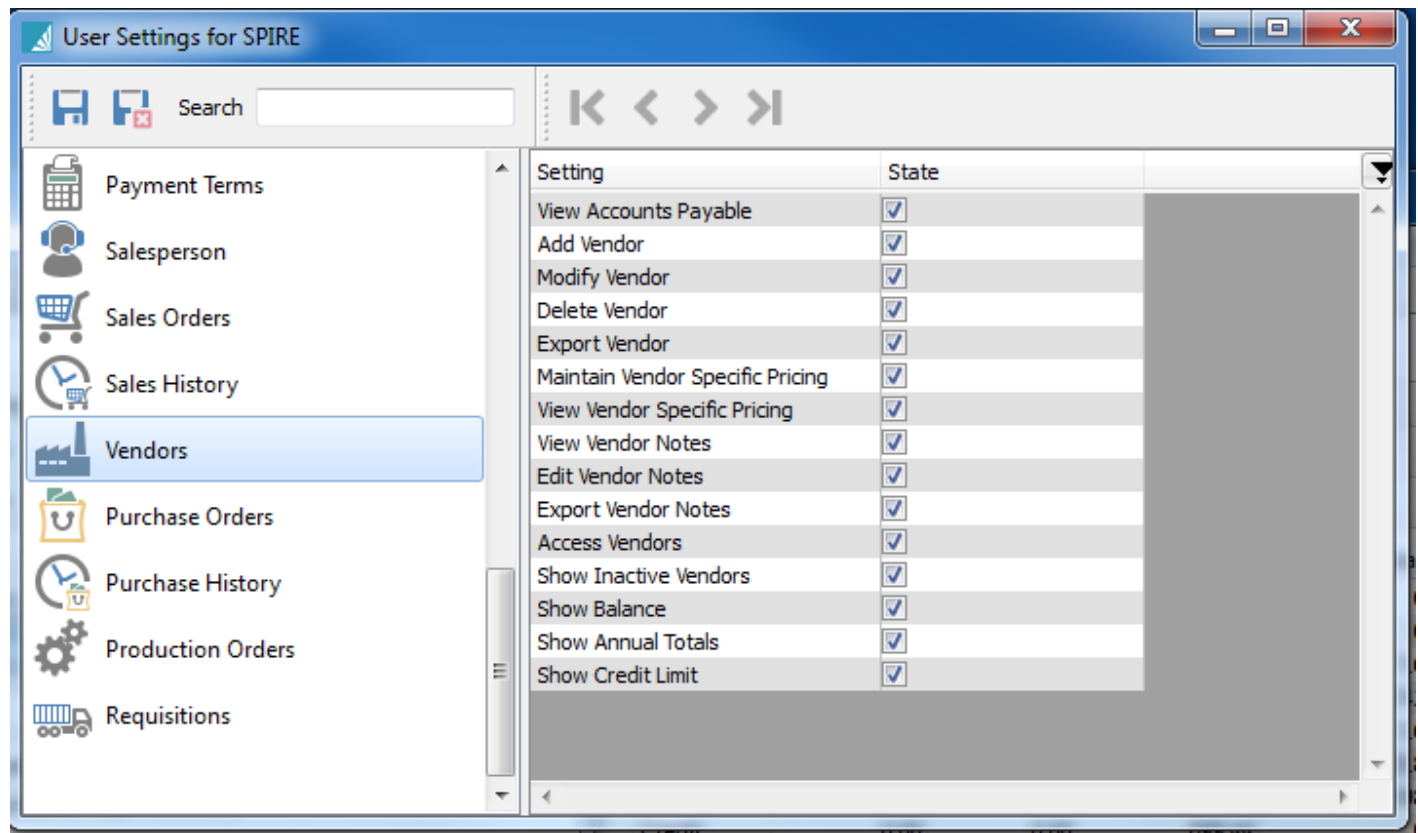 User Settings for SPIRE
Search
Payment Terms
Salesperson
Sales Orders
Sales History
Vendors
Purchase Orders
Purchase History
Production Orders
Requisitions
Setting State
View Accounts Payable
Add Vendor
Modify Vendor
Delete Vendor
Export Vendor
Maintain Vendor Specific Pricing
View Vendor Specific Pricing
View Vendor Notes
Edit Vendor Notes
Export Vendor Notes
Access Vendors
Show Inactive Vendors
Show Balance
Show Annual Totals
Show Credit Limit